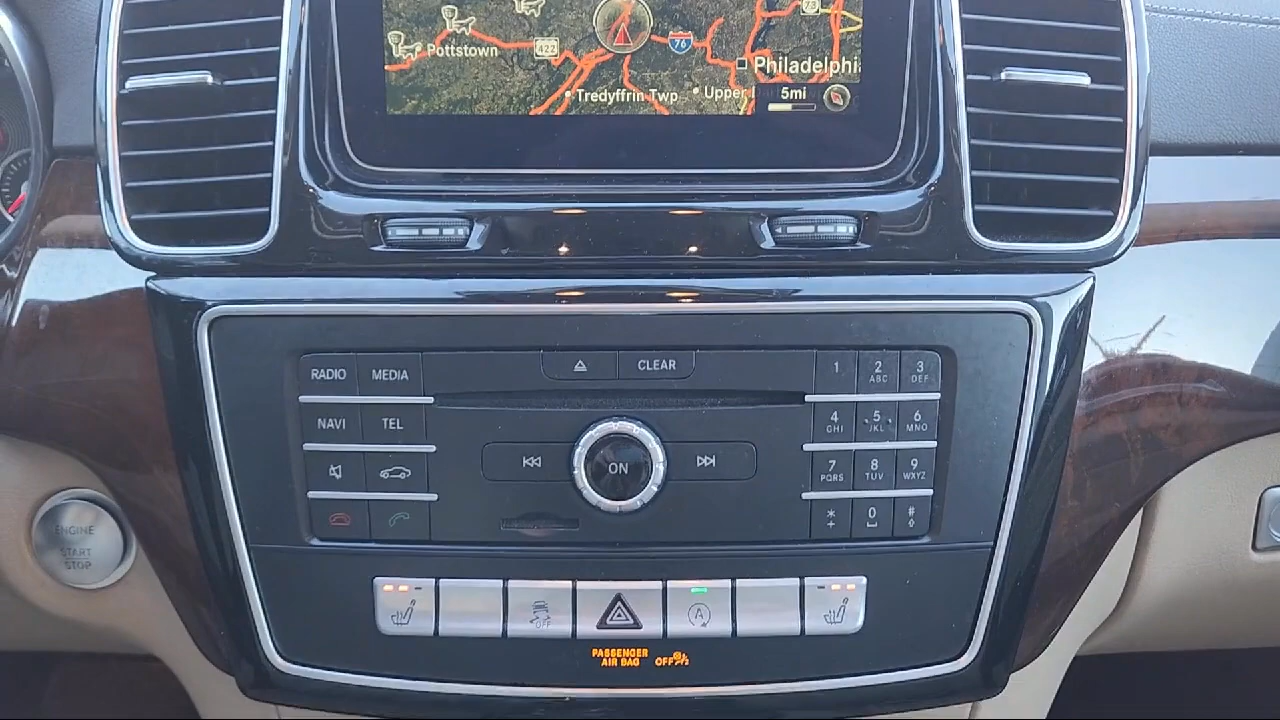 73
Pottstown
422
76
Philadelphi
Tredyffrin Twp
Upper
5mi
RADIO
MEDIA
CLEAR
1
2
ABC
3
DEF
NAVI
TEL
4
GHI
5
JKL
6
MNO
ON
7
PQRS
8
TUV
9
WXYZ
*
+
0
#
ENGINE
START
STOP
OFF
A
PASSENGER
AIR BAG
OFF